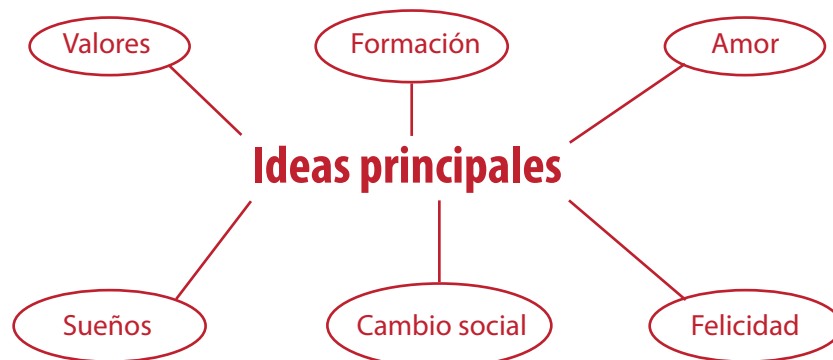 Valores
Formación
Amor
Ideas principales
Sueños
Cambio social
Felicidad